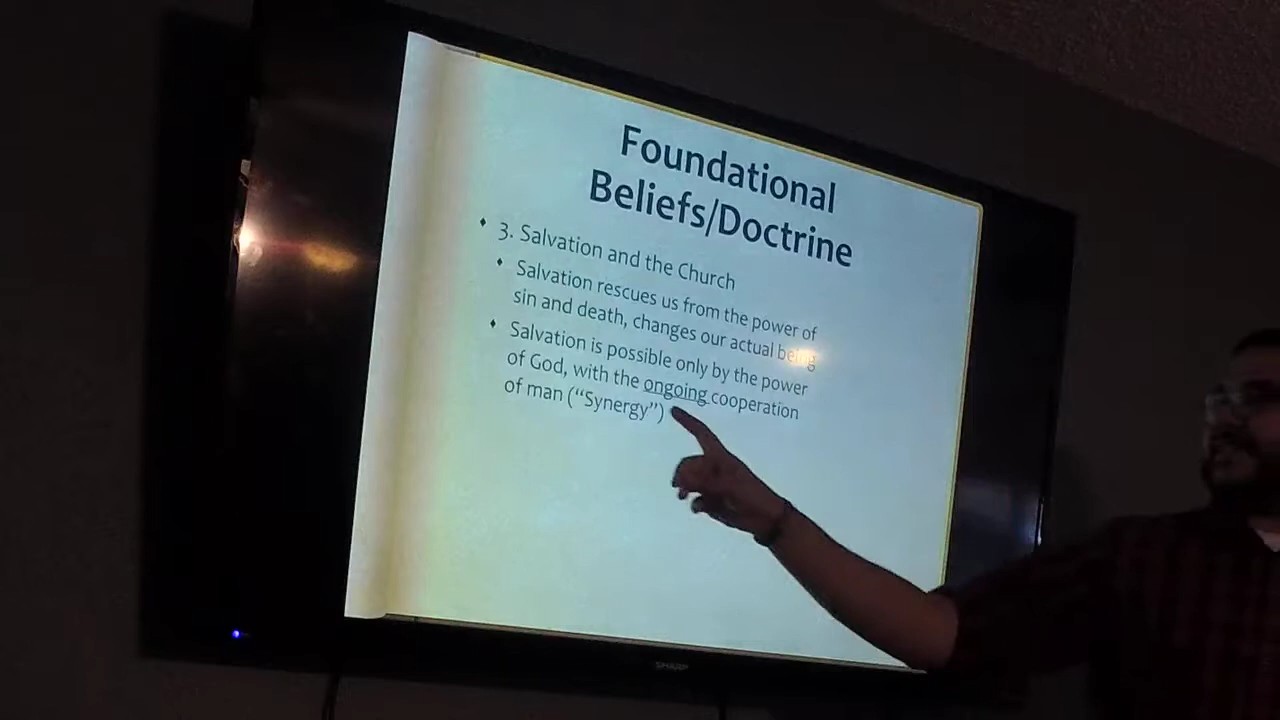 Foundational
Beliefs/Doctrine
3. Salvation and the Church
Salvation rescues us from the power of
sin and death, changes our actual being
Salvation is possible only by the power
of God, with the ongoing cooperation
of man (“Synergy”)
SHARP